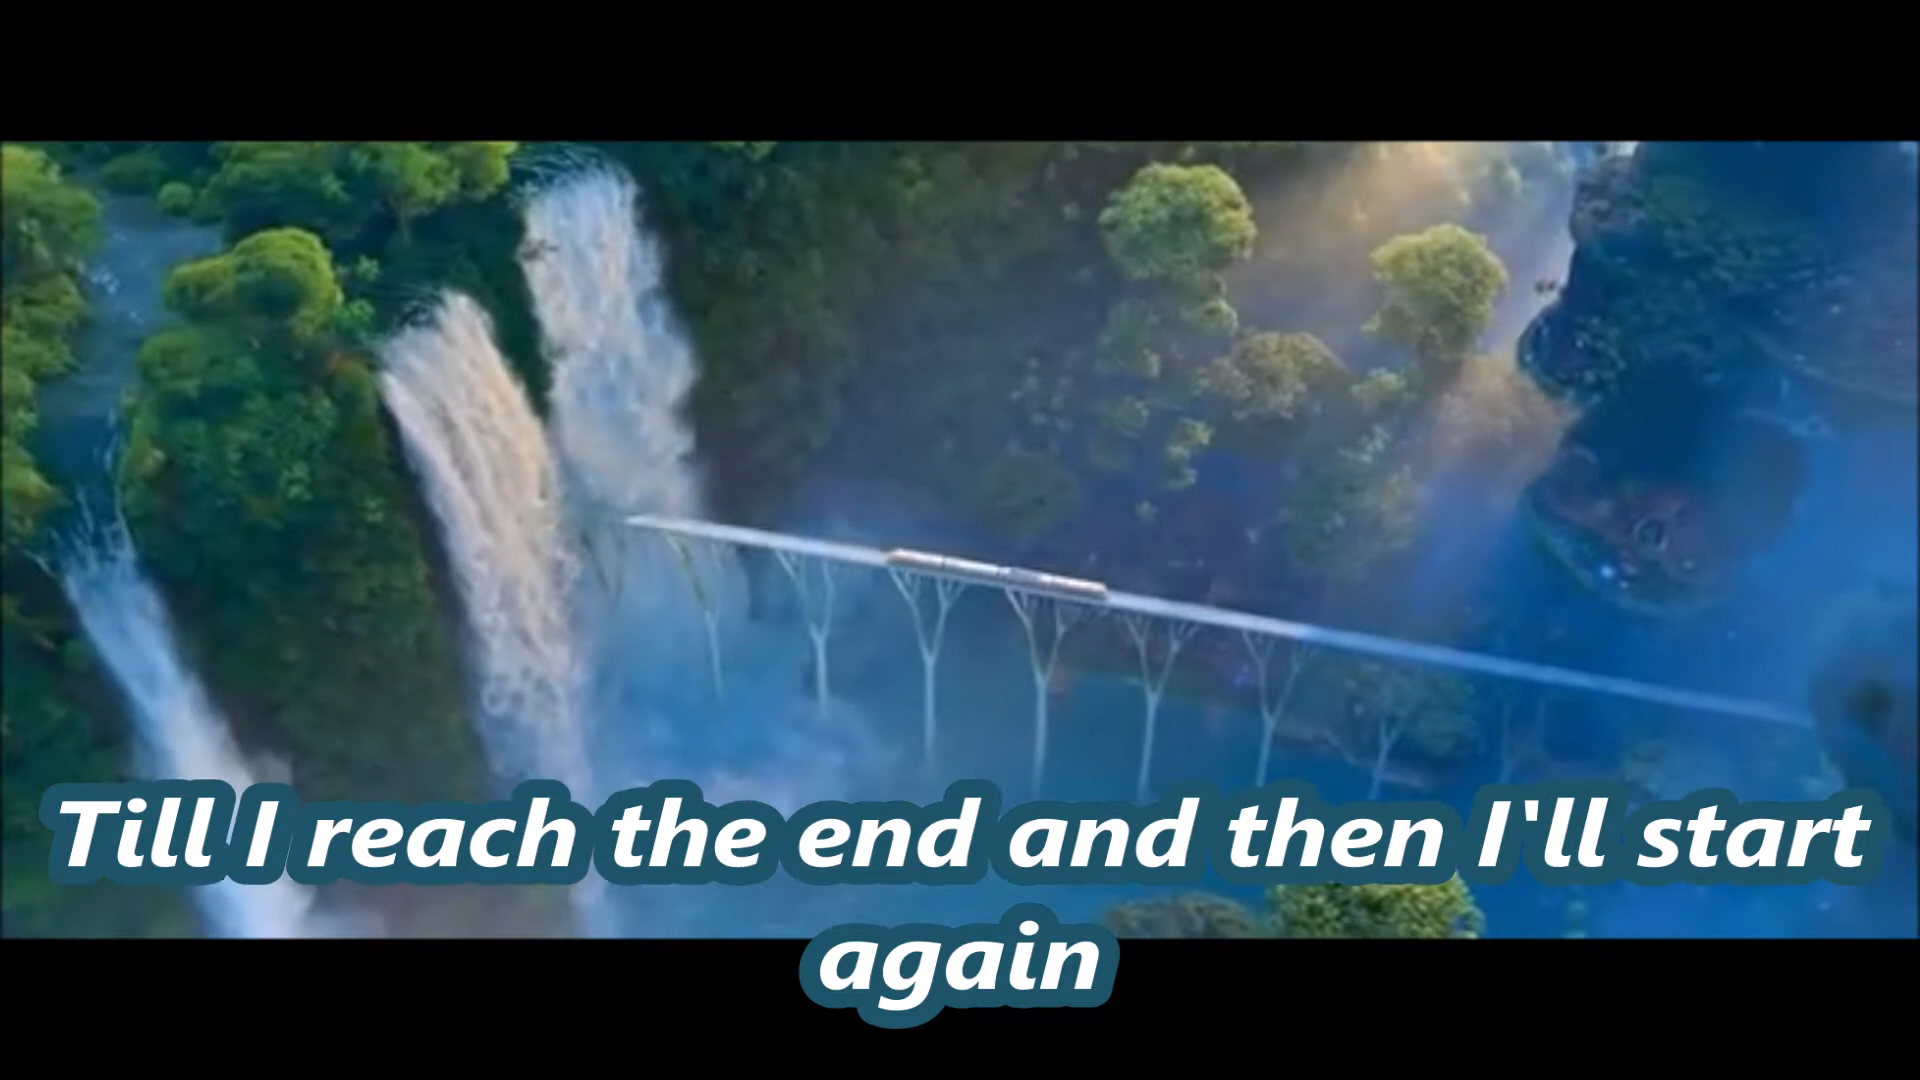 Till I reach the end and then I'll start
again